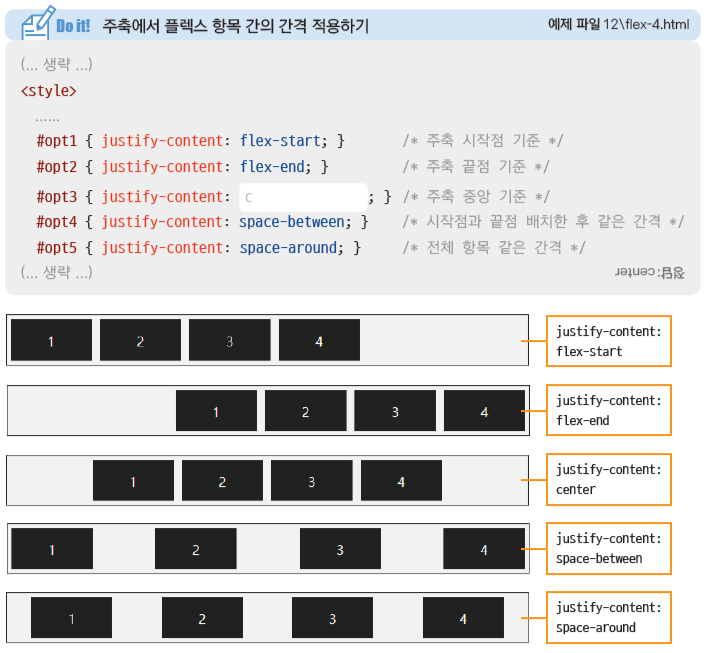 Do it! 주축에서 플렉스 항목 간의 간격 적용하기 예제 파일 12\flex-4.html
(... 생략 ...)
<style>
......
#opt1 { justify-content: flex-start; } /* 주축 시작점 기준 */
#opt2 { justify-content: flex-end; } /* 주축 끝점 기준 */
#opt3 { justify-content: c ; } /* 주축 중앙 기준 */
#opt4 { justify-content: space-between; } /* 시작점과 끝점 배치한 후 같은 간격 */
#opt5 { justify-content: space-around; } /* 전체 항목 같은 간격 */
(... 생략 ...) 정답: center
1 2 3 4 justify-content:
flex-start
1 2 3 4 justify-content:
flex-end
1 2 3 4 justify-content:
center
1 2 3 4 justify-content:
space-between
1 2 3 4 justify-content:
space-around